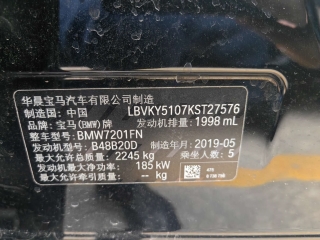 华晨宝马汽车有限公司制造
制造国: 中国 LBVKY5107KST27576
品牌: 宝马(BMW)牌 发动机排量: 1998 mL
整车型号: BMW7201FN
发动机型号: B48B20D 制造年月: 2019-05
最大允许总质量: 2245 kg 乘坐人数: 5
发动机最大净功率: 185 kW
最大允许牵引质量: -- kg